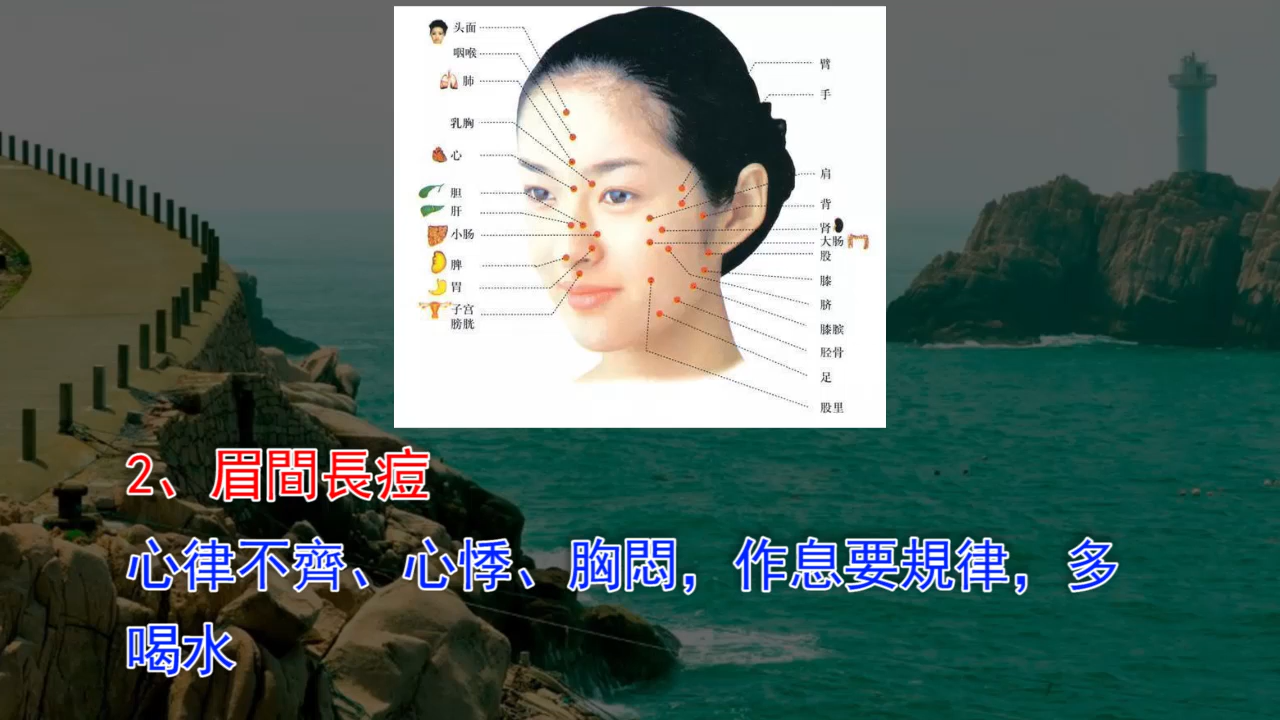 头面
咽喉
肺
乳胸
心
胆
肝
小肠
脾
胃
子宫
膀胱
臂
手
肩
背
肾
大肠
股
膝
脐
膝膑
胫骨
足
股里
2、眉間長痘
心律不齊、心悸、胸悶，作息要規律，多
喝水